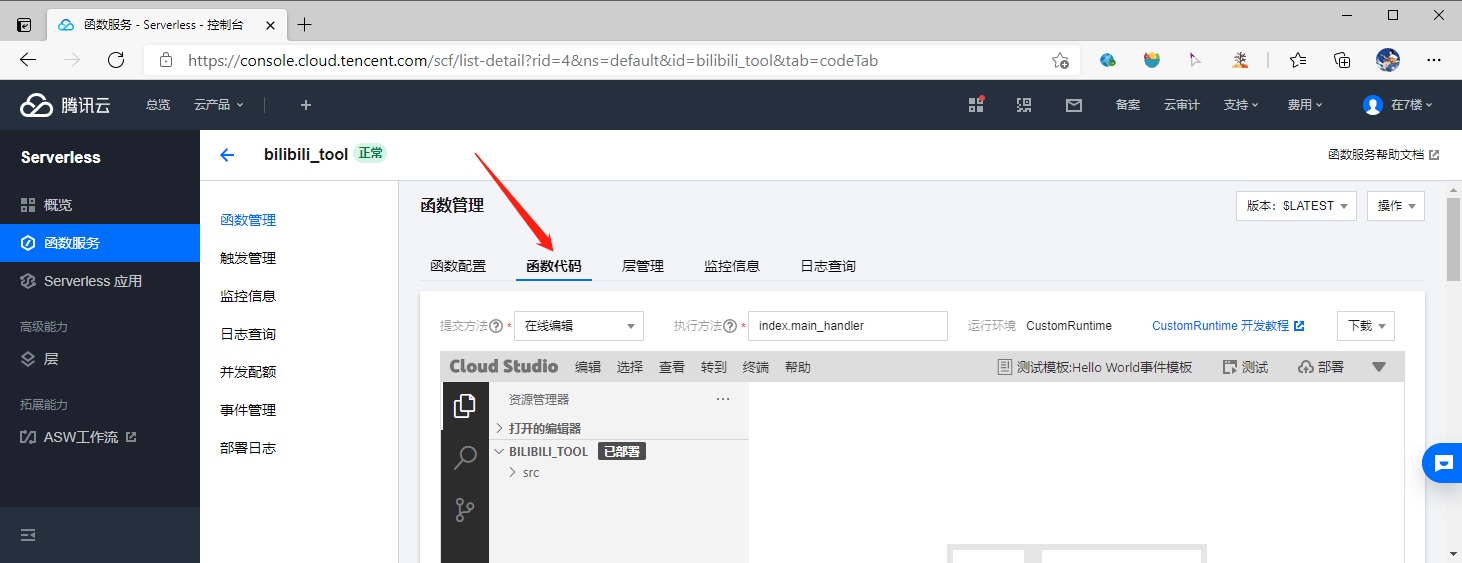 函数服务 - Serverless - 控制台
https://console.cloud.tencent.com/scf/list-detail?rid=4&ns=default&id=bilibili_tool&tab=codeTab
腾讯云 总览 云产品 备案 云审计 支持 费用 在7楼
Serverless
概览
函数服务
Serverless 应用
高级能力
层
拓展能力
ASW工作流
bilibili_tool 正常 函数服务帮助文档
函数管理
触发管理
监控信息
日志查询
并发配额
事件管理
部署日志
函数管理 版本：$LATEST 操作
函数配置 函数代码 层管理 监控信息 日志查询
提交方法 * 在线编辑 执行方法 * index.main_handler 运行环境 CustomRuntime CustomRuntime 开发教程 下载
Cloud Studio 编辑 选择 查看 转到 终端 帮助 测试模板:Hello World事件模板 测试 部署
资源管理器
打开的编辑器
BILIBILI_TOOL 已部署
src